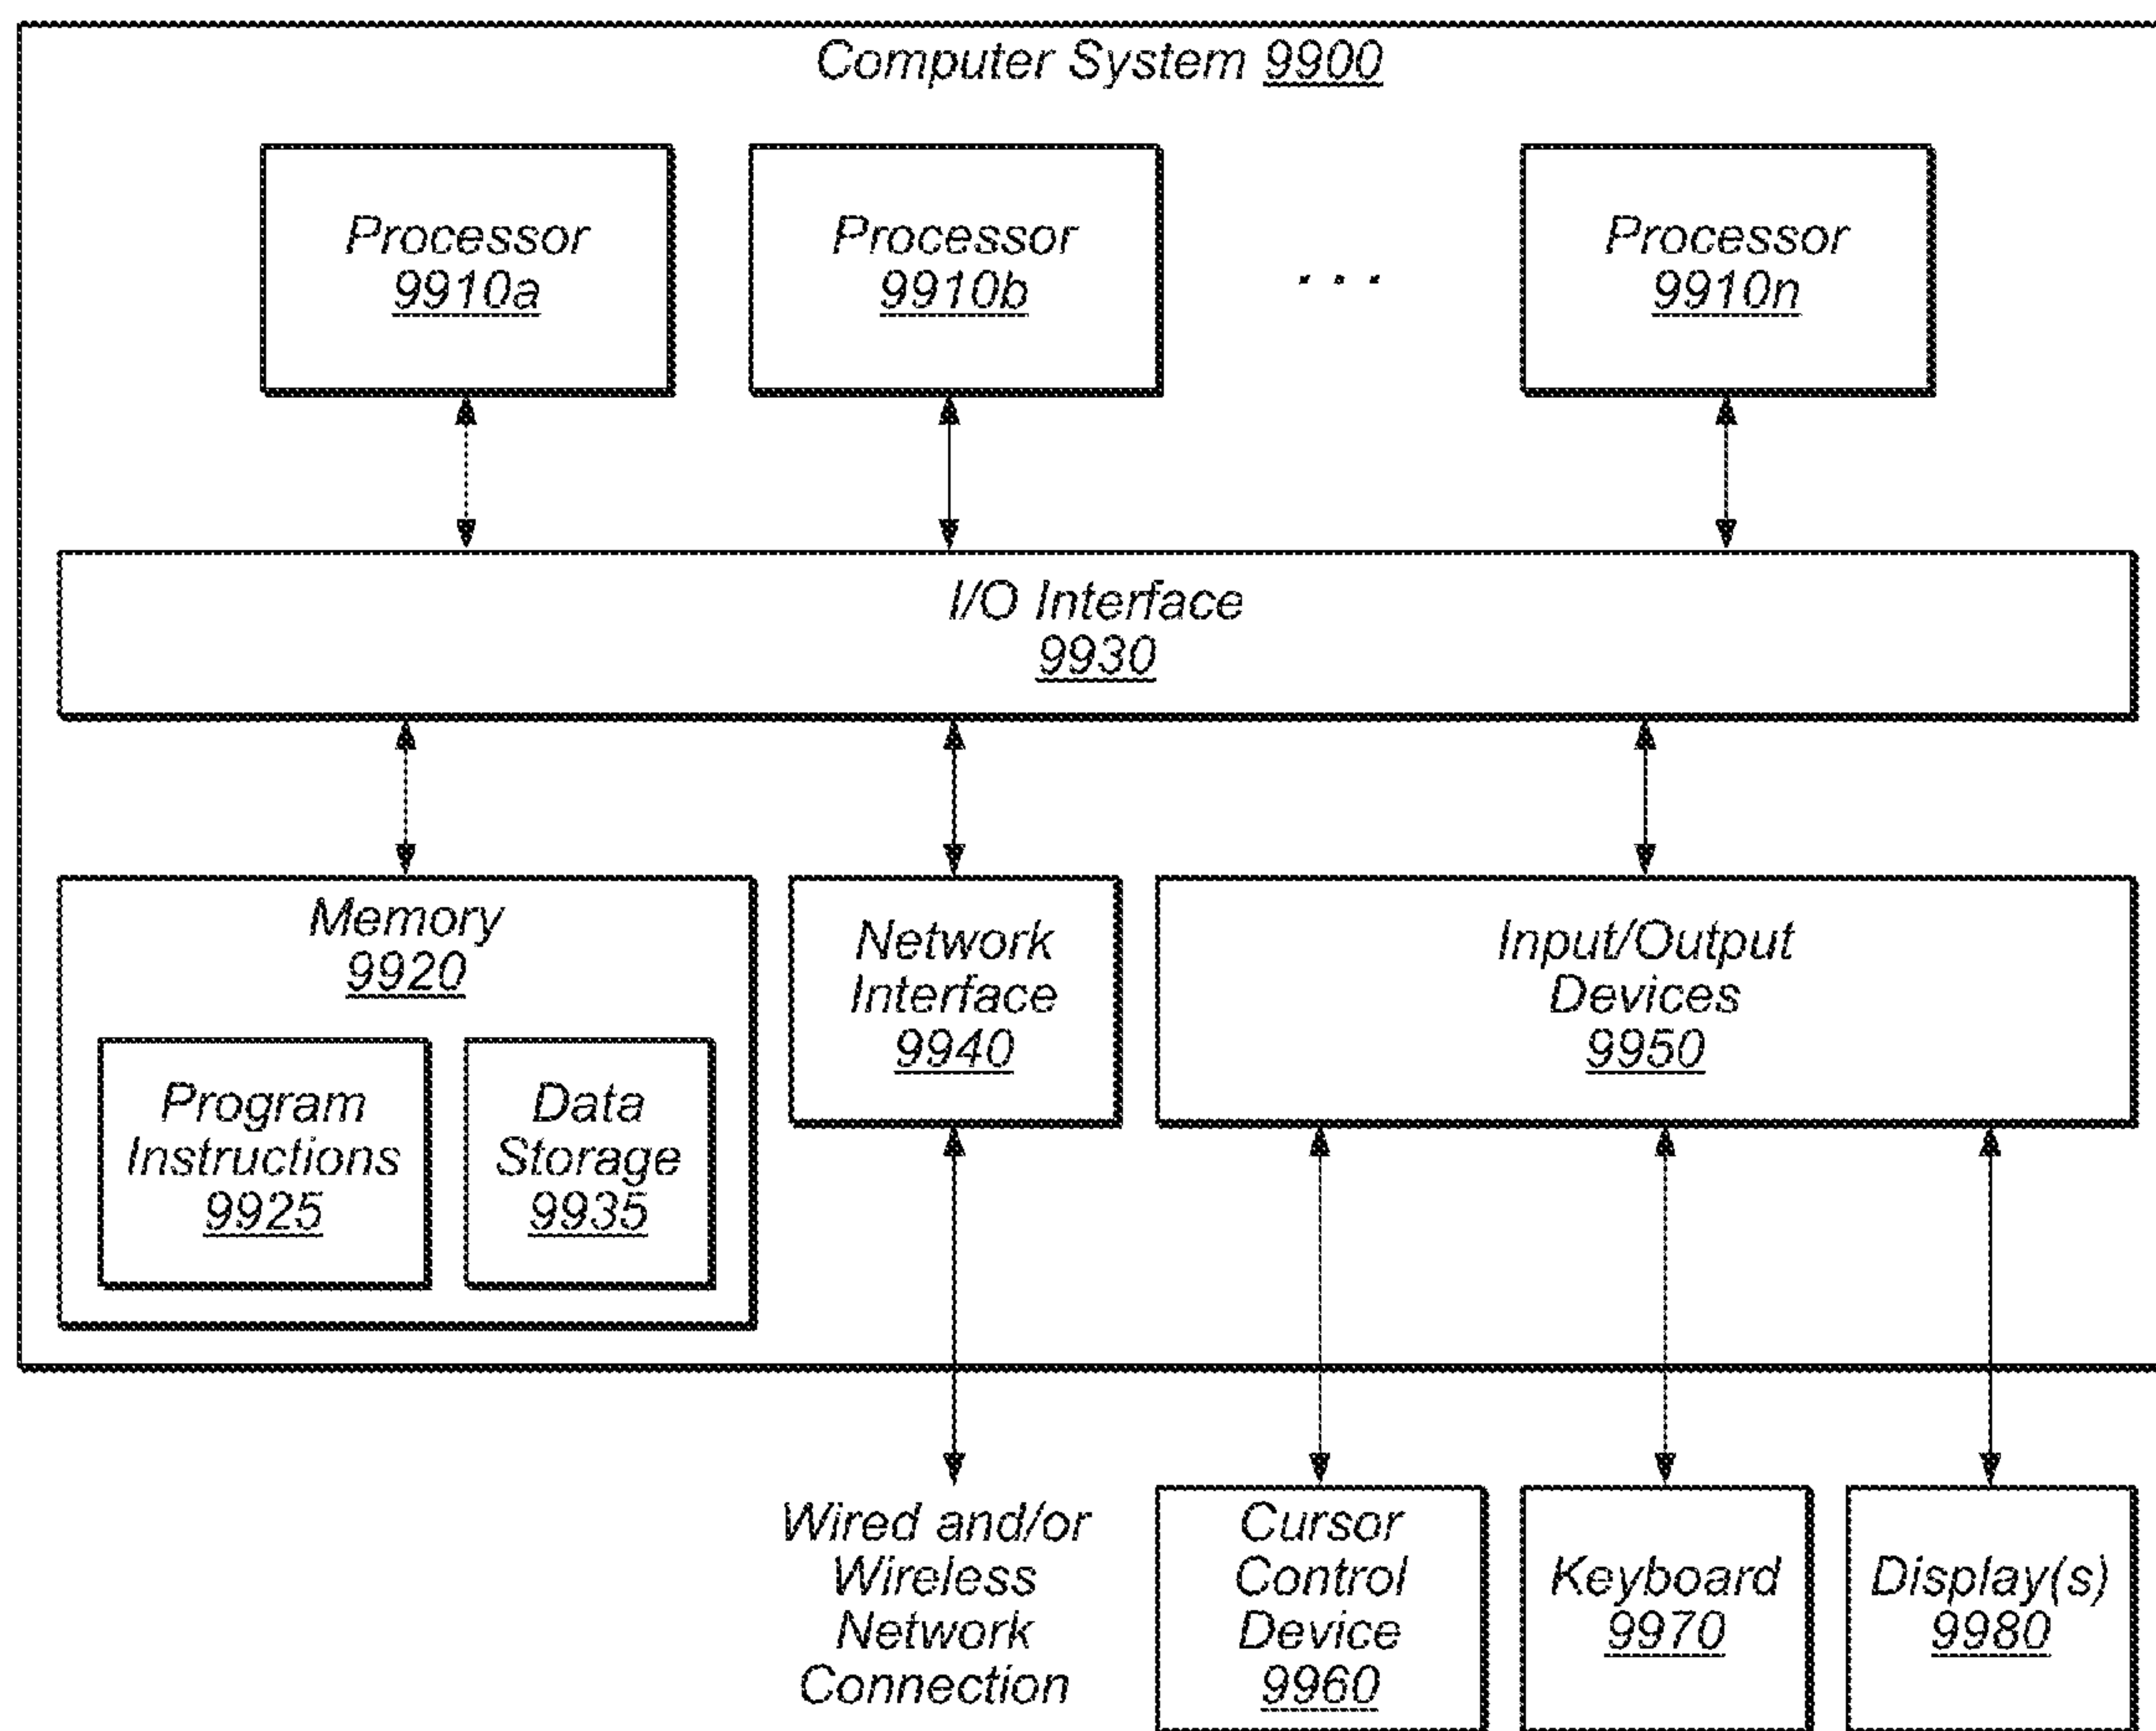 Computer System 9900
Processor
9910a
Processor
9910b
. . .
Processor
9910n
I/O Interface
9930
Memory
9920
Program
Instructions
9925
Data
Storage
9935
Network
Interface
9940
Input/Output
Devices
9950
Wired and/or
Wireless
Network
Connection
Cursor
Control
Device
9960
Keyboard
9970
Display(s)
9980